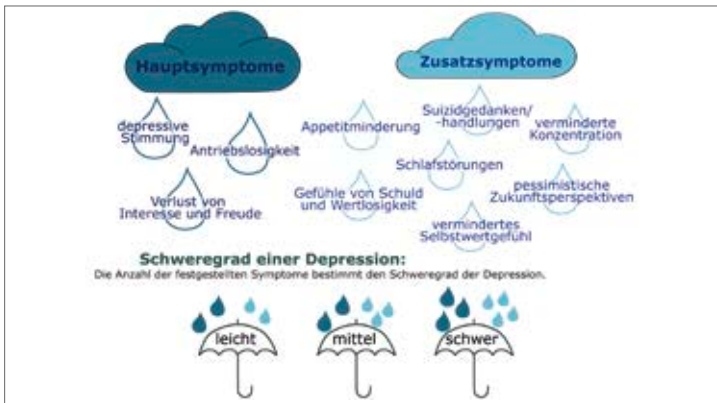 Hauptsymptome
Zusatzsymptome
depressive
Stimmung
Antriebslosigkeit
Verlust von
Interesse und Freude
Appetitminderung
Suizidgedanken/
-handlungen
verminderte
Konzentration
Schlafstörungen
Gefühle von Schuld
und Wertlosigkeit
pessimistische
Zukunftsperspektiven
vermindertes
Selbstwertgefühl
Schweregrad einer Depression:
Die Anzahl der festgestellten Symptome bestimmt den Schweregrad der Depression.
leicht
mittel
schwer